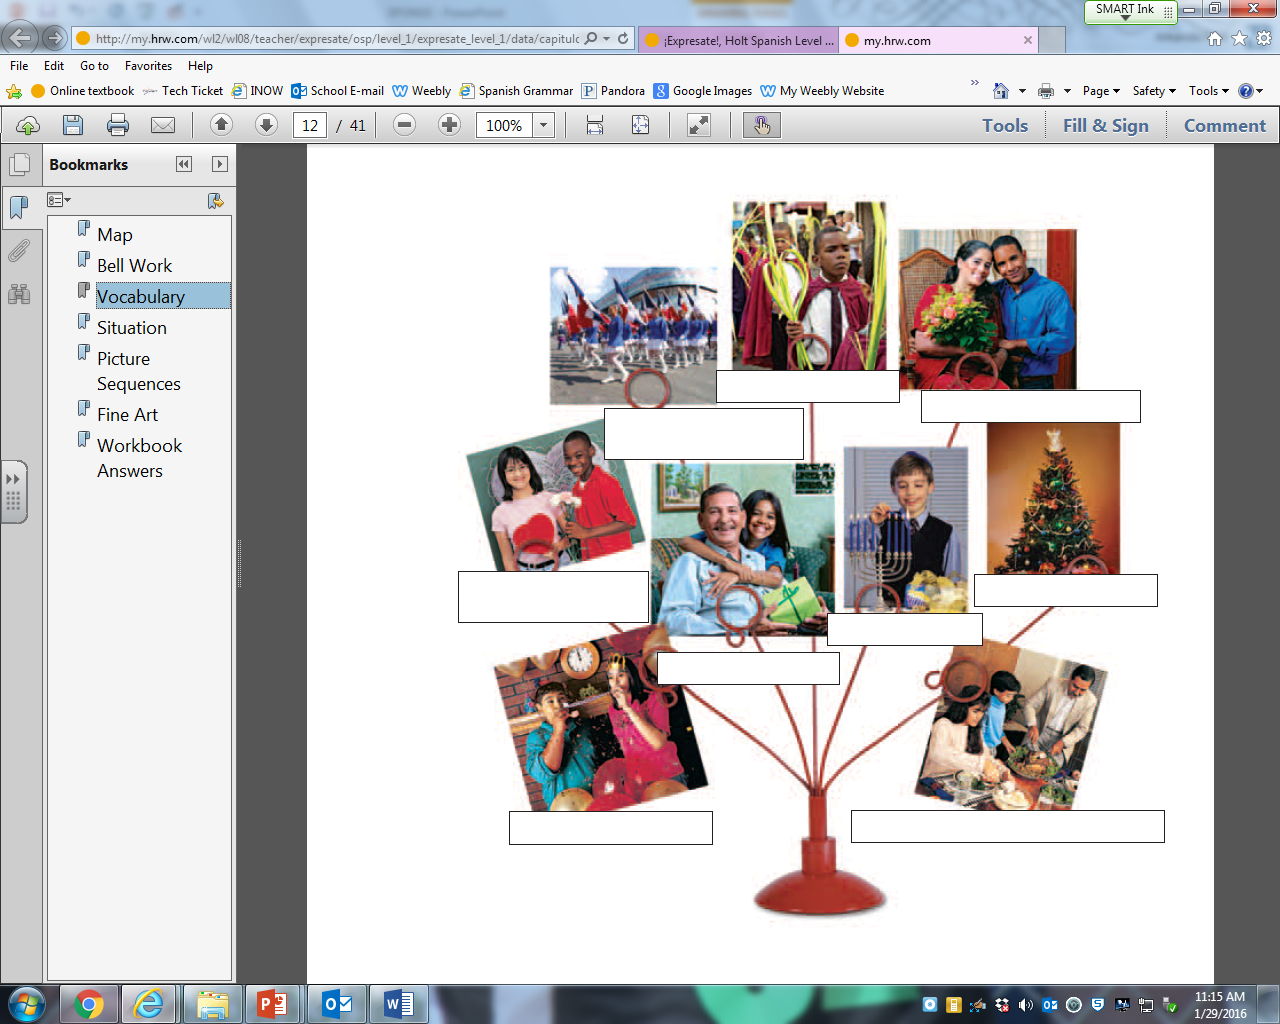 SMART Ink
http://my.hrw.com/wl2/wl08/teacher/expresate/osp/level_1/expresate_level_1/data/capitulo
¡Expresate!, Holt Spanish Level ...
my.hrw.com
File Edit Go to Favorites Help
Online textbook Tech Ticket INOW School E-mail Weebly Spanish Grammar Pandora Google Images My Weebly Website
Page Safety Tools
12 / 41 100% Tools Fill & Sign Comment
Bookmarks
Map
Bell Work
Vocabulary
Situation
Picture
Sequences
Fine Art
Workbook
Answers
11:15 AM
1/29/2016